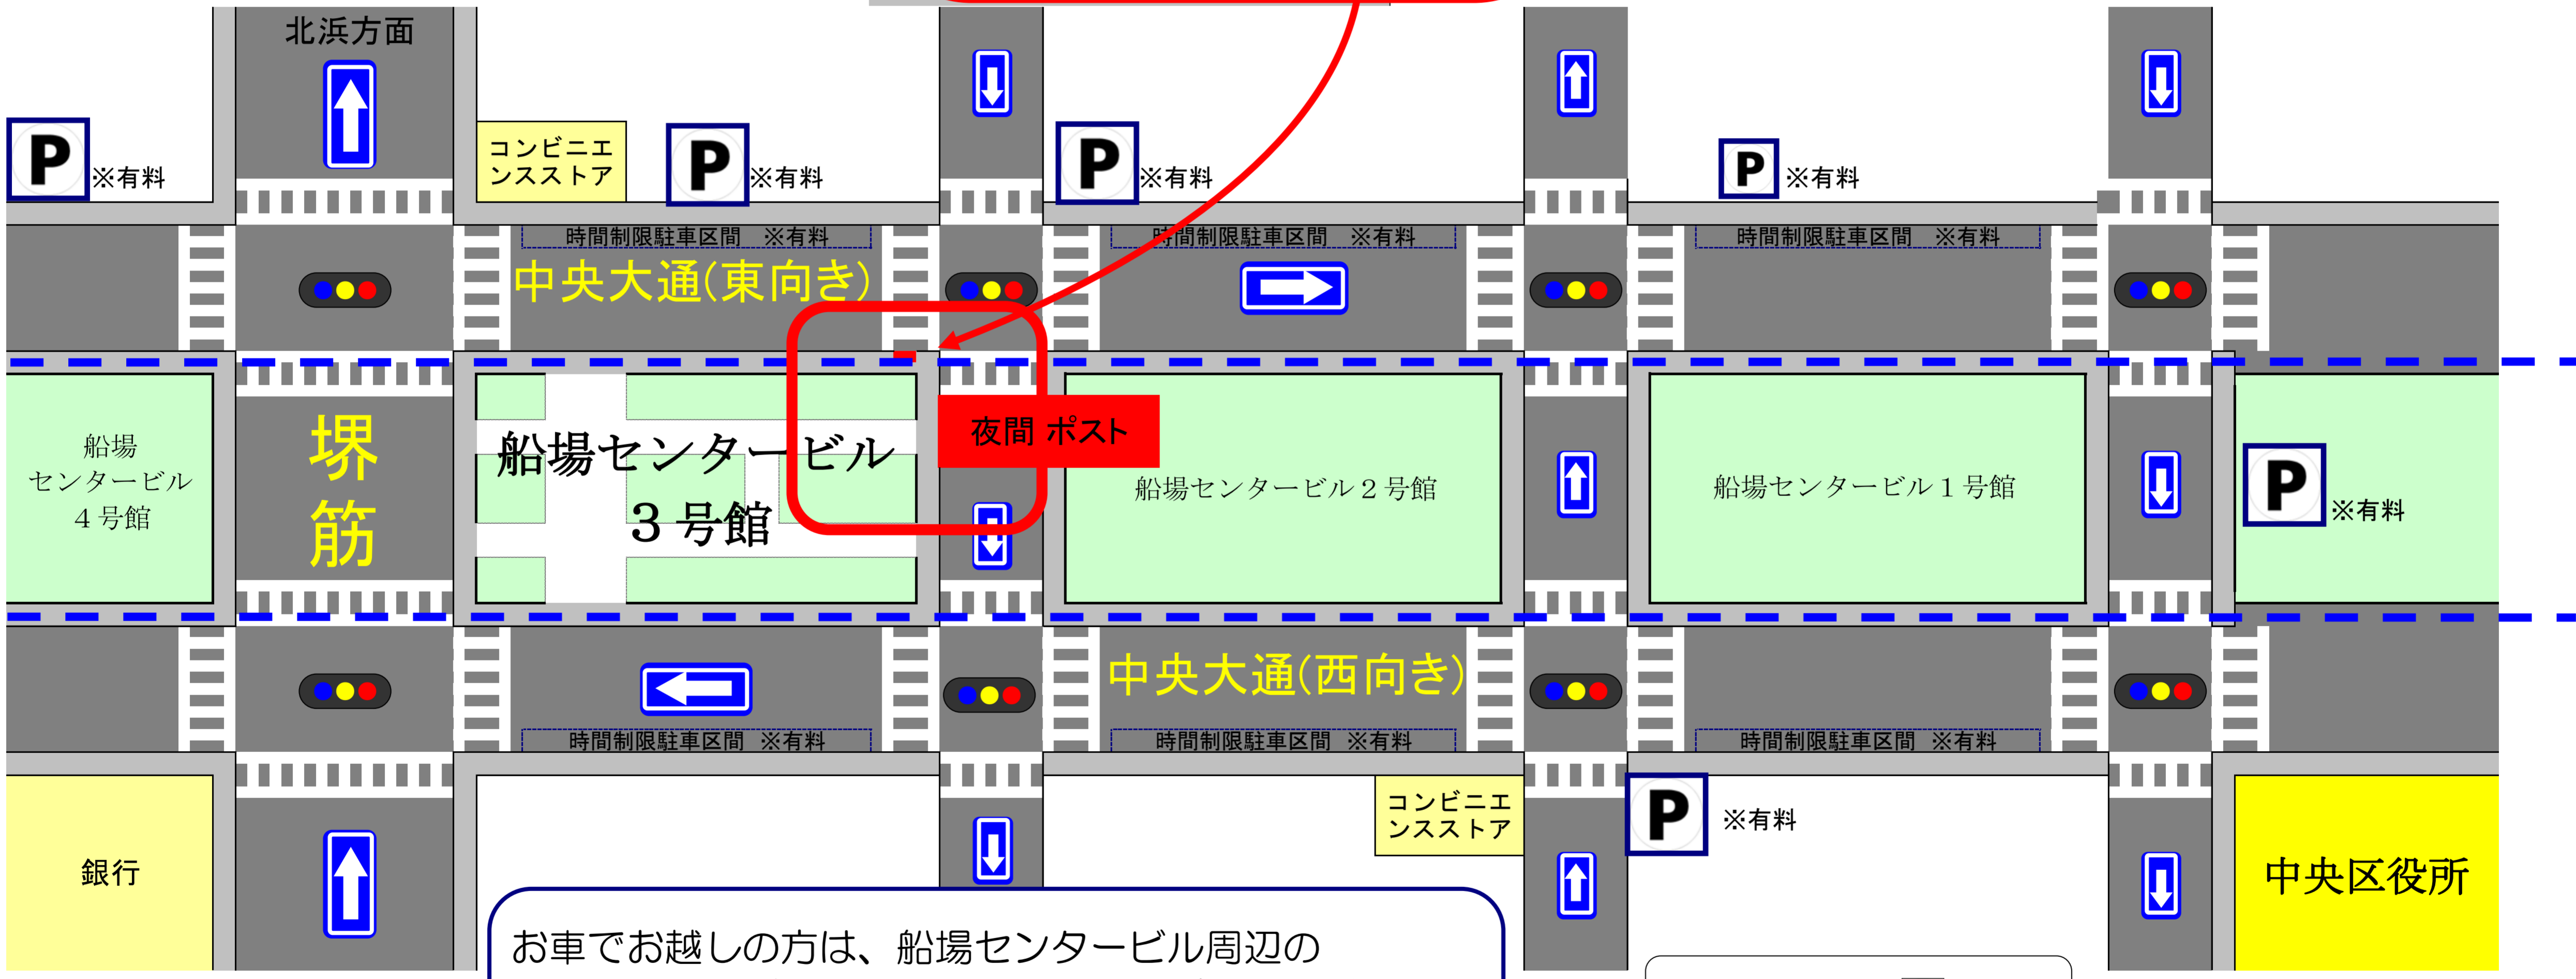 北浜方面
P
※有料
コンビニエ
ンスストア
P
※有料
P
※有料
P
※有料
時間制限駐車区間　※有料
時間制限駐車区間　※有料
時間制限駐車区間　※有料
中央大通(東向き)
船場
センタービル
４号館
堺
筋
船場センタービル
３号館
夜間 ポスト
船場センタービル２号館
船場センタービル１号館
P
※有料
中央大通(西向き)
時間制限駐車区間　※有料
時間制限駐車区間　※有料
時間制限駐車区間　※有料
コンビニエ
ンスストア
P
※有料
銀行
中央区役所
お車でお越しの方は、船場センタービル周辺の